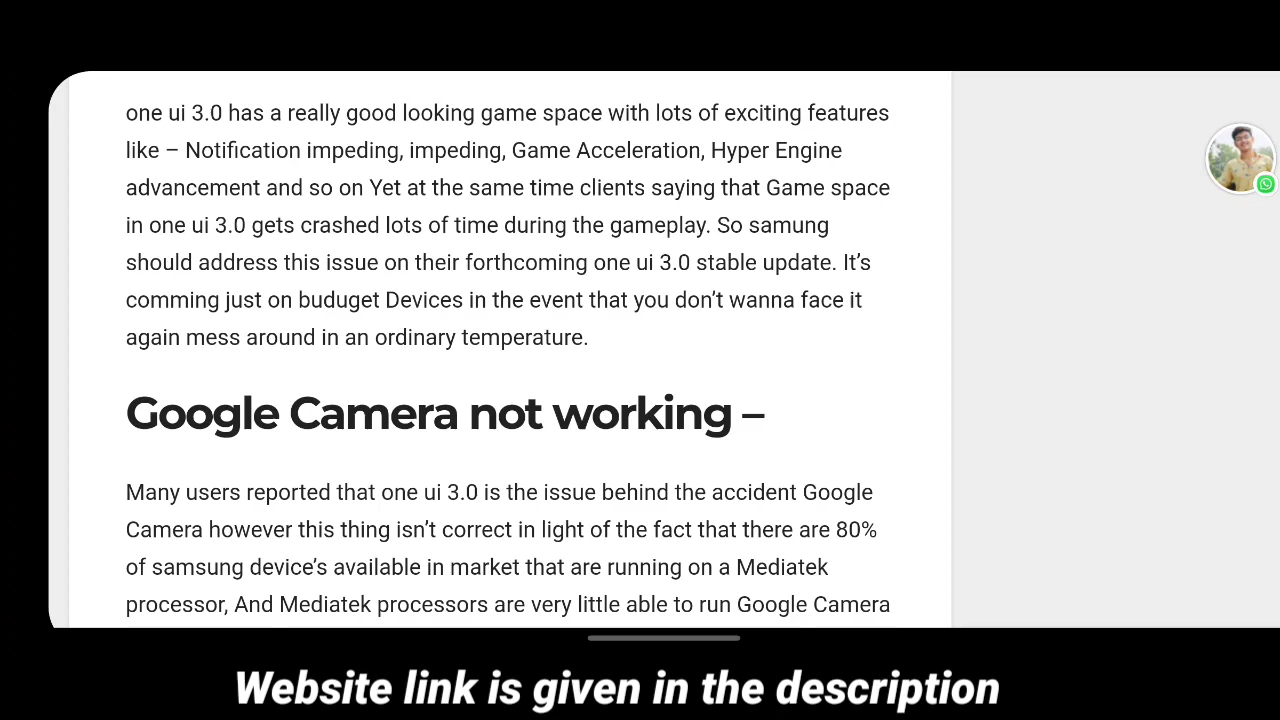 one ui 3.0 has a really good looking game space with lots of exciting features
like – Notification impeding, impeding, Game Acceleration, Hyper Engine
advancement and so on Yet at the same time clients saying that Game space
in one ui 3.0 gets crashed lots of time during the gameplay. So samung
should address this issue on their forthcoming one ui 3.0 stable update. It’s
comming just on buduget Devices in the event that you don’t wanna face it
again mess around in an ordinary temperature.
Google Camera not working –
Many users reported that one ui 3.0 is the issue behind the accident Google
Camera however this thing isn’t correct in light of the fact that there are 80%
of samsung device’s available in market that are running on a Mediatek
processor, And Mediatek processors are very little able to run Google Camera
Website link is given in the description